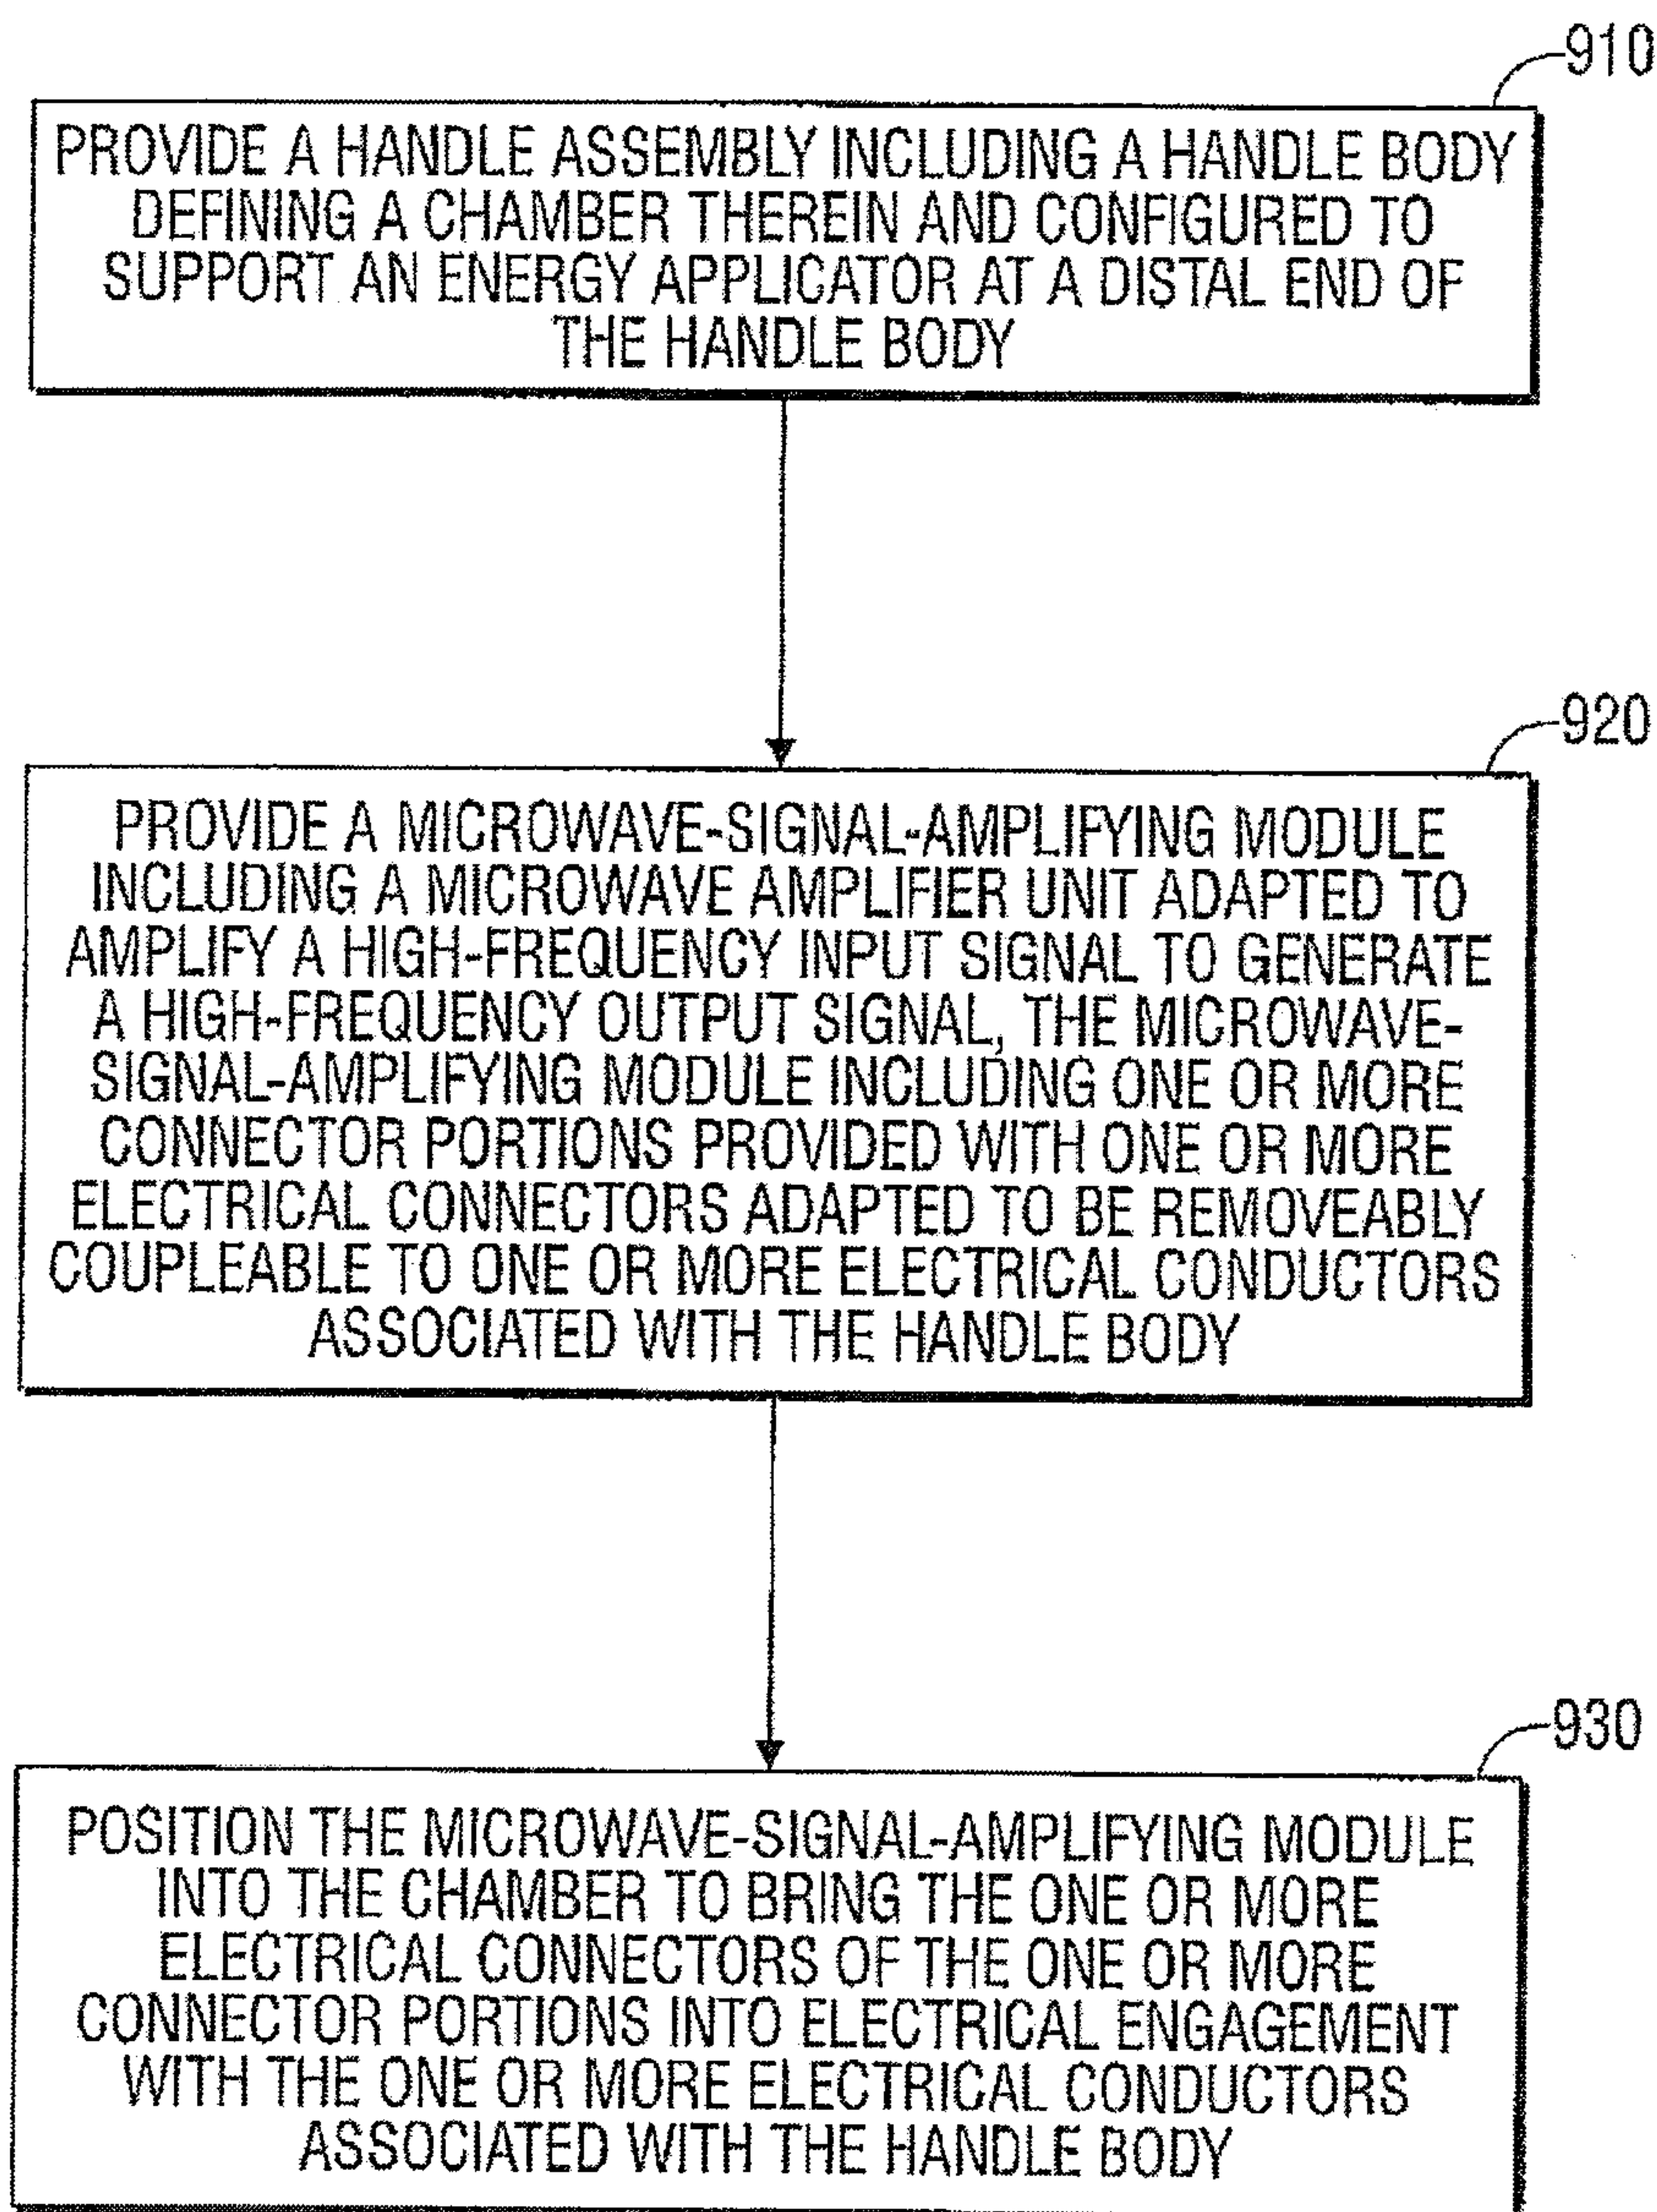 910
PROVIDE A HANDLE ASSEMBLY INCLUDING A HANDLE BODY
DEFINING A CHAMBER THEREIN AND CONFIGURED TO
SUPPORT AN ENERGY APPLICATOR AT A DISTAL END OF
THE HANDLE BODY
920
PROVIDE A MICROWAVE-SIGNAL-AMPLIFYING MODULE
INCLUDING A MICROWAVE AMPLIFIER UNIT ADAPTED TO
AMPLIFY A HIGH-FREQUENCY INPUT SIGNAL TO GENERATE
A HIGH-FREQUENCY OUTPUT SIGNAL, THE MICROWAVE-
SIGNAL-AMPLIFYING MODULE INCLUDING ONE OR MORE
CONNECTOR PORTIONS PROVIDED WITH ONE OR MORE
ELECTRICAL CONNECTORS ADAPTED TO BE REMOVEABLY
COUPLEABLE TO ONE OR MORE ELECTRICAL CONDUCTORS
ASSOCIATED WITH THE HANDLE BODY
930
POSITION THE MICROWAVE-SIGNAL-AMPLIFYING MODULE
INTO THE CHAMBER TO BRING THE ONE OR MORE
ELECTRICAL CONNECTORS OF THE ONE OR MORE
CONNECTOR PORTIONS INTO ELECTRICAL ENGAGEMENT
WITH THE ONE OR MORE ELECTRICAL CONDUCTORS
ASSOCIATED WITH THE HANDLE BODY